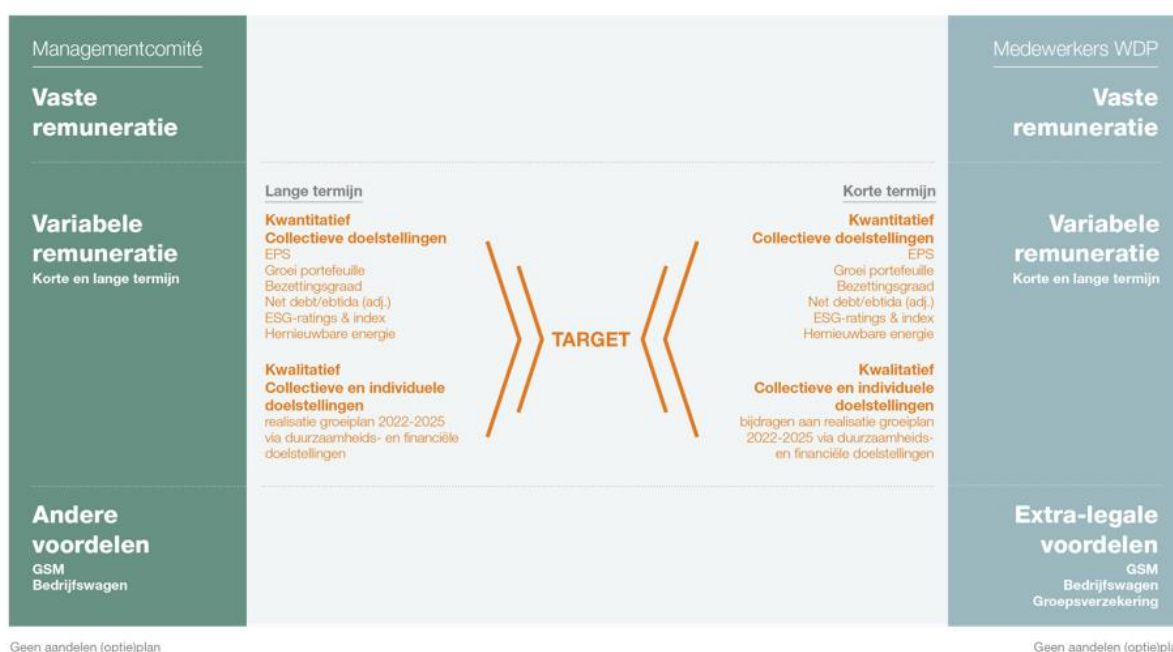 Managementcomité
Vaste
remuneratie
Variabele
remuneratie
Korte en lange termijn
Andere
voordelen
GSM
Bedrijfswagen
Geen aandelen (optie)plan
Lange termijn
Kwantitatief
Collectieve doelstellingen
EPS
Groei portefeuille
Bezettingsgraad
Net debt/ebtida (adj.)
ESG-ratings & index
Hernieuwbare energie
Kwalitatief
Collectieve en individuele
doelstellingen
realisatie groeiplan 2022-2025
via duurzaamheids- en financiële
doelstellingen
TARGET
Korte termijn
Kwantitatief
Collectieve doelstellingen
EPS
Groei portefeuille
Bezettingsgraad
Net debt/ebtida (adj.)
ESG-ratings & index
Hernieuwbare energie
Kwalitatief
Collectieve en individuele
doelstellingen
bijdragen aan realisatie groeiplan
2022-2025 via duurzaamheids-
en financiële doelstellingen
Medewerkers WDP
Vaste
remuneratie
Variabele
remuneratie
Korte en lange termijn
Extra-legale
voordelen
GSM
Bedrijfswagen
Groepsverzekering
Geen aandelen (optie)pla